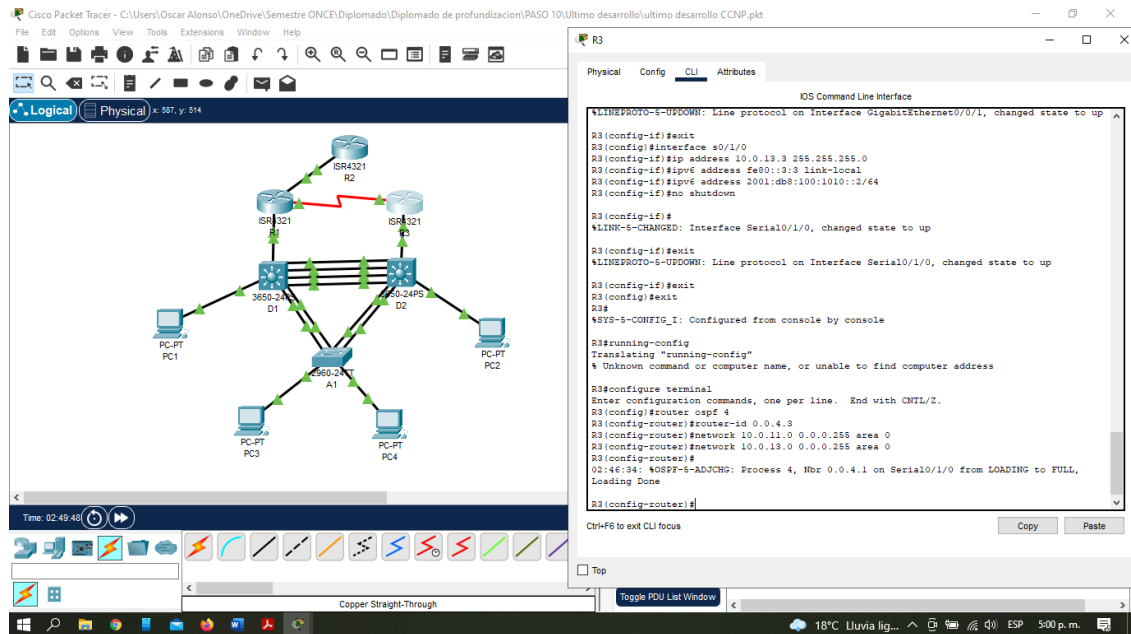 Cisco Packet Tracer - C:\Users\Oscar Alonso\OneDrive\Semestre ONCE\Diplomado\Diplomado de profundizacion\PASO 10\Ultimo desarrollo\ultimo desarrollo CCNP.pkt
File Edit Options View Tools Extensions Window Help
Logical Physical x: 587, y: 514
ISR4321
R2
ISR4321
R1
ISR4321
R3
3650-24PS
D1
3650-24PS
D2
PC-PT
PC1
PC-PT
PC2
2960-24TT
A1
PC-PT
PC3
PC-PT
PC4
Time: 02:49:48
Copper Straight-Through
R3
Physical Config CLI Attributes
IOS Command Line Interface
%LINEPROTO-5-UPDOWN: Line protocol on Interface GigabitEthernet0/0/1, changed state to up
R3(config-if)#exit
R3(config)#interface s0/1/0
R3(config-if)#ip address 10.0.13.3 255.255.255.0
R3(config-if)#ipv6 address fe80::3:3 link-local
R3(config-if)#ipv6 address 2001:db8:100:1010::2/64
R3(config-if)#no shutdown
R3(config-if)#
%LINK-5-CHANGED: Interface Serial0/1/0, changed state to up
R3(config-if)#exit
%LINEPROTO-5-UPDOWN: Line protocol on Interface Serial0/1/0, changed state to up
R3(config-if)#exit
R3(config)#exit
R3#
%SYS-5-CONFIG_I: Configured from console by console
R3#running-config
Translating "running-config"
% Unknown command or computer name, or unable to find computer address
R3#configure terminal
Enter configuration commands, one per line. End with CNTL/Z.
R3(config)#router ospf 4
R3(config-router)#router-id 0.0.4.3
R3(config-router)#network 10.0.11.0 0.0.0.255 area 0
R3(config-router)#network 10.0.13.0 0.0.0.255 area 0
R3(config-router)#
02:46:34: %OSPF-5-ADJCHG: Process 4, Nbr 0.0.4.1 on Serial0/1/0 from LOADING to FULL,
Loading Done
R3(config-router)#
Ctrl+F6 to exit CLI focus
Copy Paste
Top
Toggle PDU List Window
18°C Lluvia lig... ESP 5:00 p. m.